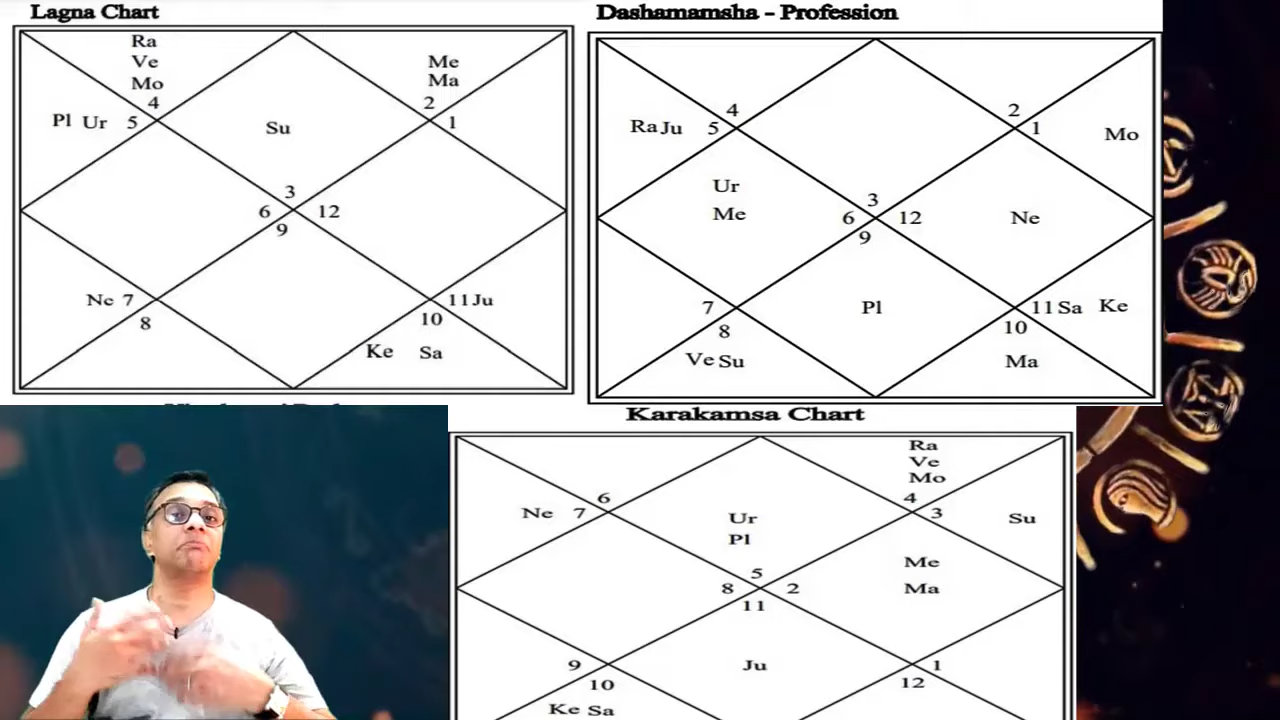 Lagna Chart
Ra
Ve
Mo
4
Me
Ma
2
Pl Ur 5
Su
1
3
6
12
9
Ne 7
8
11 Ju
10
Ke Sa
Dashamamsha - Profession
4
2
Ra Ju 5
1
Mo
Ur
Me
3
6
12
Ne
9
7
8
Pl
11 Sa Ke
10
Ve Su
Ma
Karakamsa Chart
Ra
Ve
Mo
6
4
Ne 7
Ur
Pl
3
Su
5
8
2
11
Me
Ma
9
10
Ju
1
12
Ke Sa